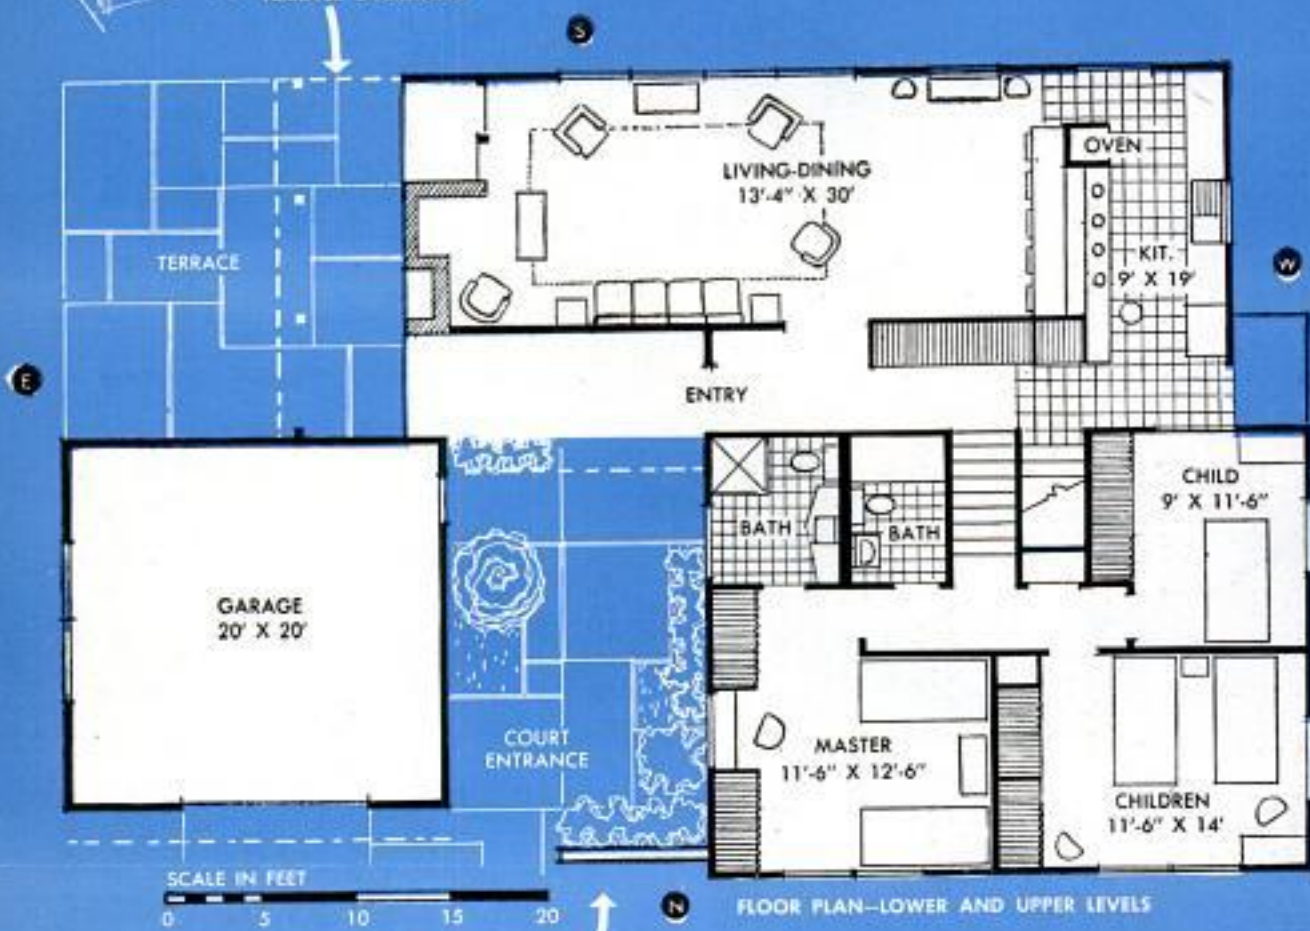 S
LIVING-DINING
13'-4" X 30'
OVEN
KIT.
9' X 19'
TERRACE
W
E
ENTRY
CHILD
9' X 11'-6"
BATH
BATH
GARAGE
20' X 20'
COURT
ENTRANCE
MASTER
11'-6" X 12'-6"
CHILDREN
11'-6" X 14'
SCALE IN FEET
0 5 10 15 20
N
FLOOR PLAN—LOWER AND UPPER LEVELS